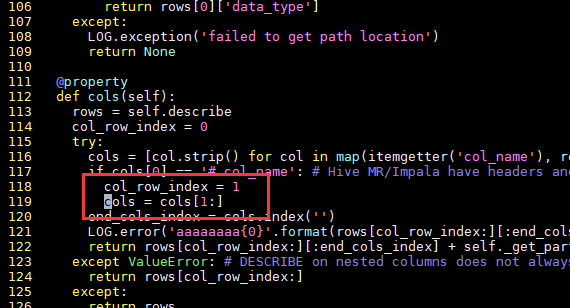 106 return rows[0]['data_type']
107 except:
108 LOG.exception('failed to get path location')
109 return None
110
111 @property
112 def cols(self):
113 rows = self.describe
114 col_row_index = 0
115 try:
116 cols = [col.strip() for col in map(itemgetter('col_name'),
117 if cols[0] == '# col_name': # Hive MR/Impala have headers
118 col_row_index = 1
119 cols = cols[1:]
120 end_cols_index = cols.index('')
121 LOG.error('aaaaaaaa{0}'.format(rows[col_row_index:][:end_cols
122 return rows[col_row_index:][:end_cols_index] + self._get_par
123 except ValueError: # DESCRIBE on nested columns does not always
124 return rows[col_row_index:]
125 except:
126 return rows